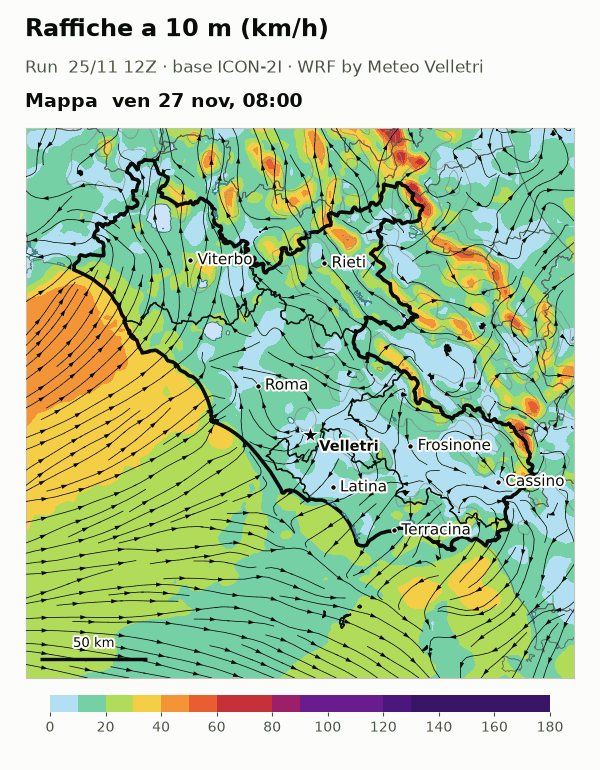 Raffiche a 10 m (km/h)
Run 25/11 12Z · base ICON-2I · WRF by Meteo Velletri
Mappa ven 27 nov, 08:00
Viterbo
Rieti
Roma
Velletri
Frosinone
Latina
Cassino
Terracina
50 km
0 20 40 60 80 100 120 140 160 180